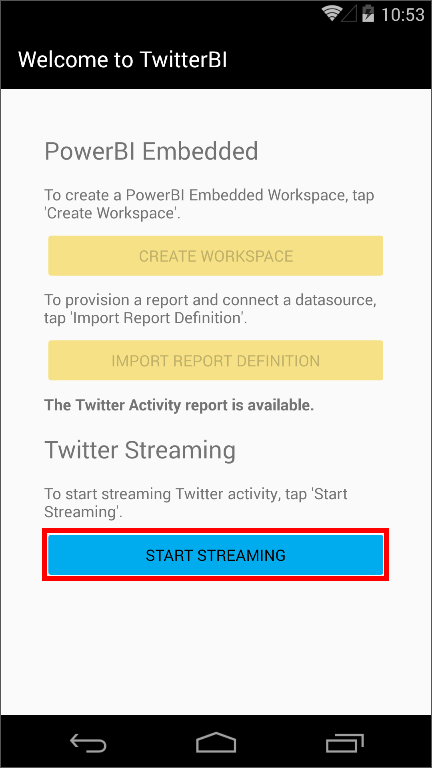 10:53
Welcome to TwitterBI
PowerBI Embedded
To create a PowerBI Embedded Workspace, tap
'Create Workspace'.
CREATE WORKSPACE
To provision a report and connect a datasource,
tap 'Import Report Definition'.
IMPORT REPORT DEFINITION
The Twitter Activity report is available.
Twitter Streaming
To start streaming Twitter activity, tap 'Start
Streaming'.
START STREAMING